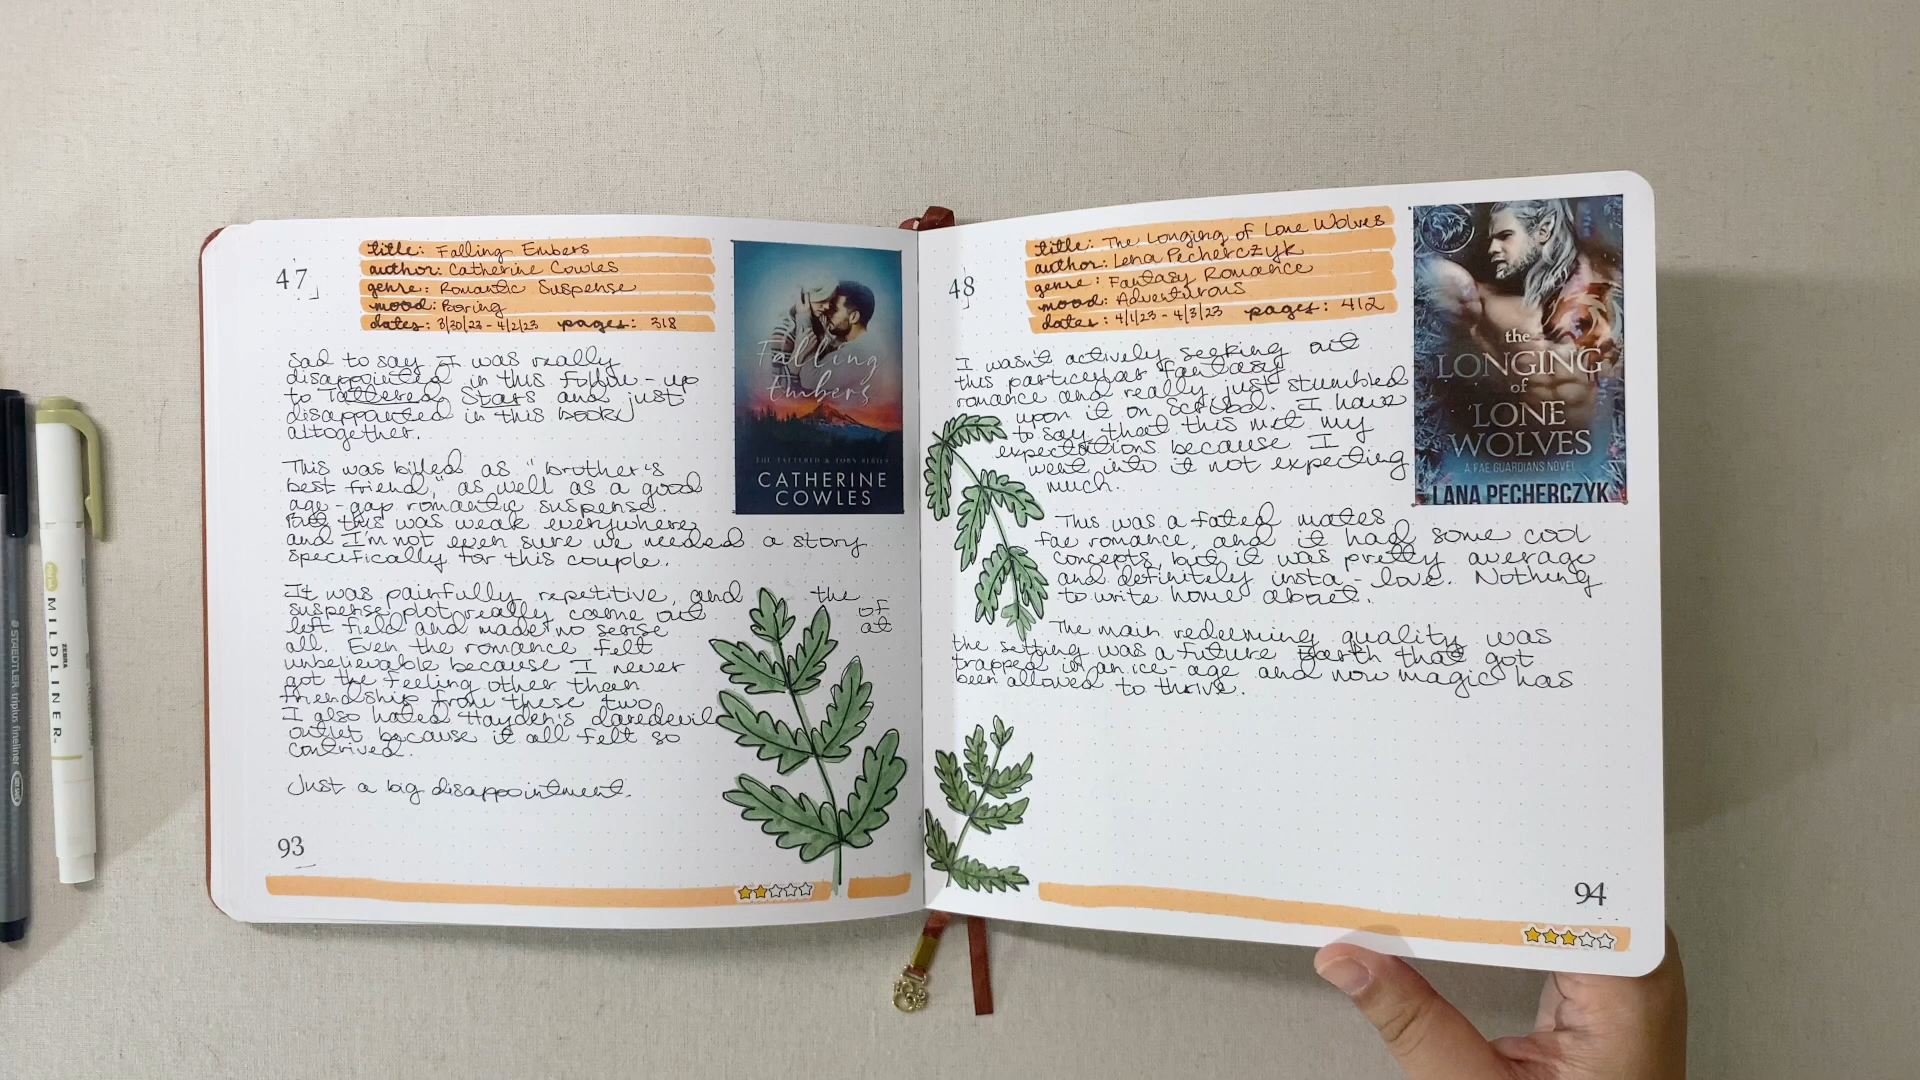 47
title: Falling Embers
author: Catherine Cowles
genre: Romantic Suspense
mood: Boring
dates: 3/30/23 - 4/2/23 pages: 318
Sad to say I was really
disappointed in this follow-up
to Tattered Stars and just
disappointed in this book
altogether.
This was billed as "brother's
best friend," as well as a good
age-gap romantic suspense.
But this was weak everywhere
and I'm not even sure we needed a story
specifically for this couple.
It was painfully repetitive, and the
suspense plot really came out of
left field and made no sense at
all. Even the romance felt
unbelievable because I never
got the feeling other than
friendship from these two.
I also hated Hayden's daredevil
outlet because it all felt so
contrived.
Just a big disappointment.
93
Falling
Embers
THE TATTERED & TORN SERIES
CATHERINE
COWLES
48
title: The Longing of Lone Wolves
author: Lana Pecherczyk
genre: Fantasy Romance
mood: Adventurous
dates: 4/1/23 - 4/3/23 pages: 412
I wasn't actively seeking out
this particular fantasy
romance and really just stumbled
upon it on Scribd. I have
to say that this met my
expectations because I
went into it not expecting
much.
This was a fated mates
fae romance, and it had some cool
concepts, but it was pretty average
and definitely insta-love. Nothing
to write home about.
The main redeeming quality was
the setting was a future Earth that got
trapped in an ice-age and now magic has
been allowed to thrive.
94
the
LONGING
of
LONE
WOLVES
A FAE GUARDIANS NOVEL
LANA PECHERCZYK
STAEDTLER triplus fineliner
ZEBRA
MILDLINER